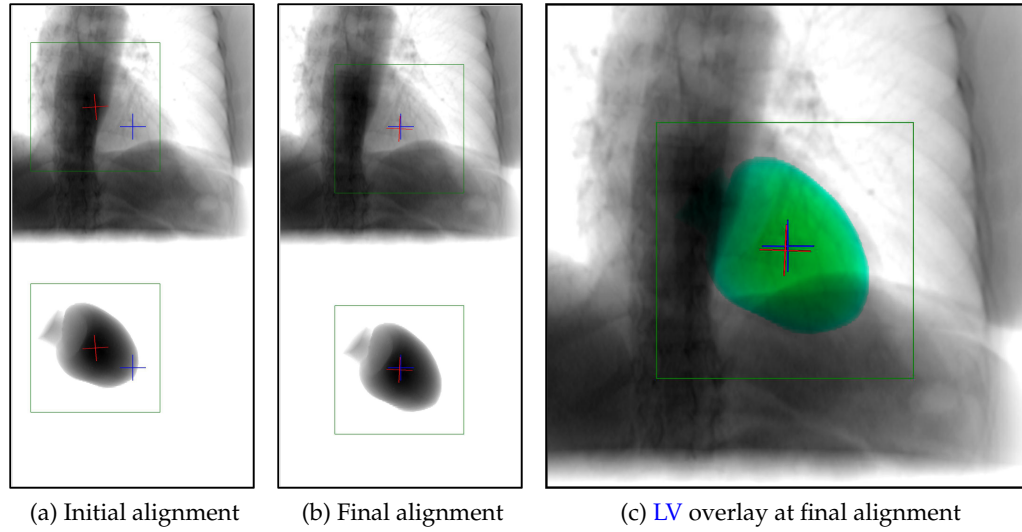 (a) Initial alignment
(b) Final alignment
(c) LV overlay at final alignment